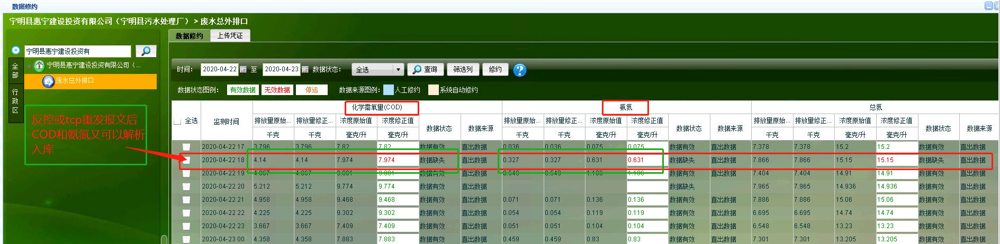 数据修约
宁明县惠宁建设投资有限公司（宁明县污水处理厂）> 废水总外排口
数据修约 上传凭证
宁明县惠宁建设投资有
全部
行政区
宁明县惠宁建设投资有限公司（...
废水总外排口
反控或tcp重发报文后
COD和氨氮又可以解析
入库
时间： 2020-04-22 至 2020-04-23 数据状态： 全选 查询 筛选列 修约 ?
数据状态图例： 有效数据 无效数据 停运 数据来源图例： 人工修约 系统自动修约
全选 监测时间 化学需氧量(COD) 氨氮 总氮
排放量原始... 排放量修正... 浓度原始值 浓度修正值 数据状态 数据来源 排放量原始... 排放量修正... 浓度原始值 浓度修正值 数据状态 数据来源 排放量原始... 排放量修正... 浓度原始值 浓度修正值 数据状态 数据来源
千克 千克 毫克/升 毫克/升 千克 千克 毫克/升 毫克/升 千克 千克 毫克/升 毫克/升
2020-04-22 17 3.796 3.796 7.82 7.82 数据有效 直出数据 0.036 0.036 0.075 0.075 数据有效 直出数据 7.378 7.378 15.2 15.2 数据有效 直出数据
2020-04-22 18 4.14 4.14 7.974 7.974 数据缺失 直出数据 0.327 0.327 0.631 0.631 数据缺失 直出数据 7.866 7.866 15.15 15.15 数据缺失 直出数据
2020-04-22 19 4.867 4.867 9.881 9.881 数据有效 直出数据 0.548 0.548 1.106 1.106 数据有效 直出数据 7.404 7.404 14.91 14.91 数据有效 直出数据
2020-04-22 20 5.212 5.212 9.774 9.774 数据有效 直出数据 数据缺失 7.965 7.965 14.936 14.936 数据有效 直出数据
2020-04-22 21 4.958 4.958 9.468 9.468 数据有效 直出数据 0.071 0.071 0.136 0.136 数据有效 直出数据 7.886 7.886 15.06 15.06 数据有效 直出数据
2020-04-22 22 4.225 4.225 9.302 9.302 数据有效 直出数据 0.054 0.054 0.119 0.119 数据有效 直出数据 6.695 6.695 14.74 14.74 数据有效 直出数据
2020-04-22 23 3.667 3.667 7.409 7.409 数据有效 直出数据 0.051 0.051 0.104 0.104 数据有效 直出数据 6.548 6.548 13.23 13.23 数据有效 直出数据
2020-04-23 00 4.358 4.358 7.883 7.883 数据有效 直出数据 0.459 0.459 0.83 0.83 数据有效 直出数据 7.301 7.301 13.205 13.205 数据有效 直出数据